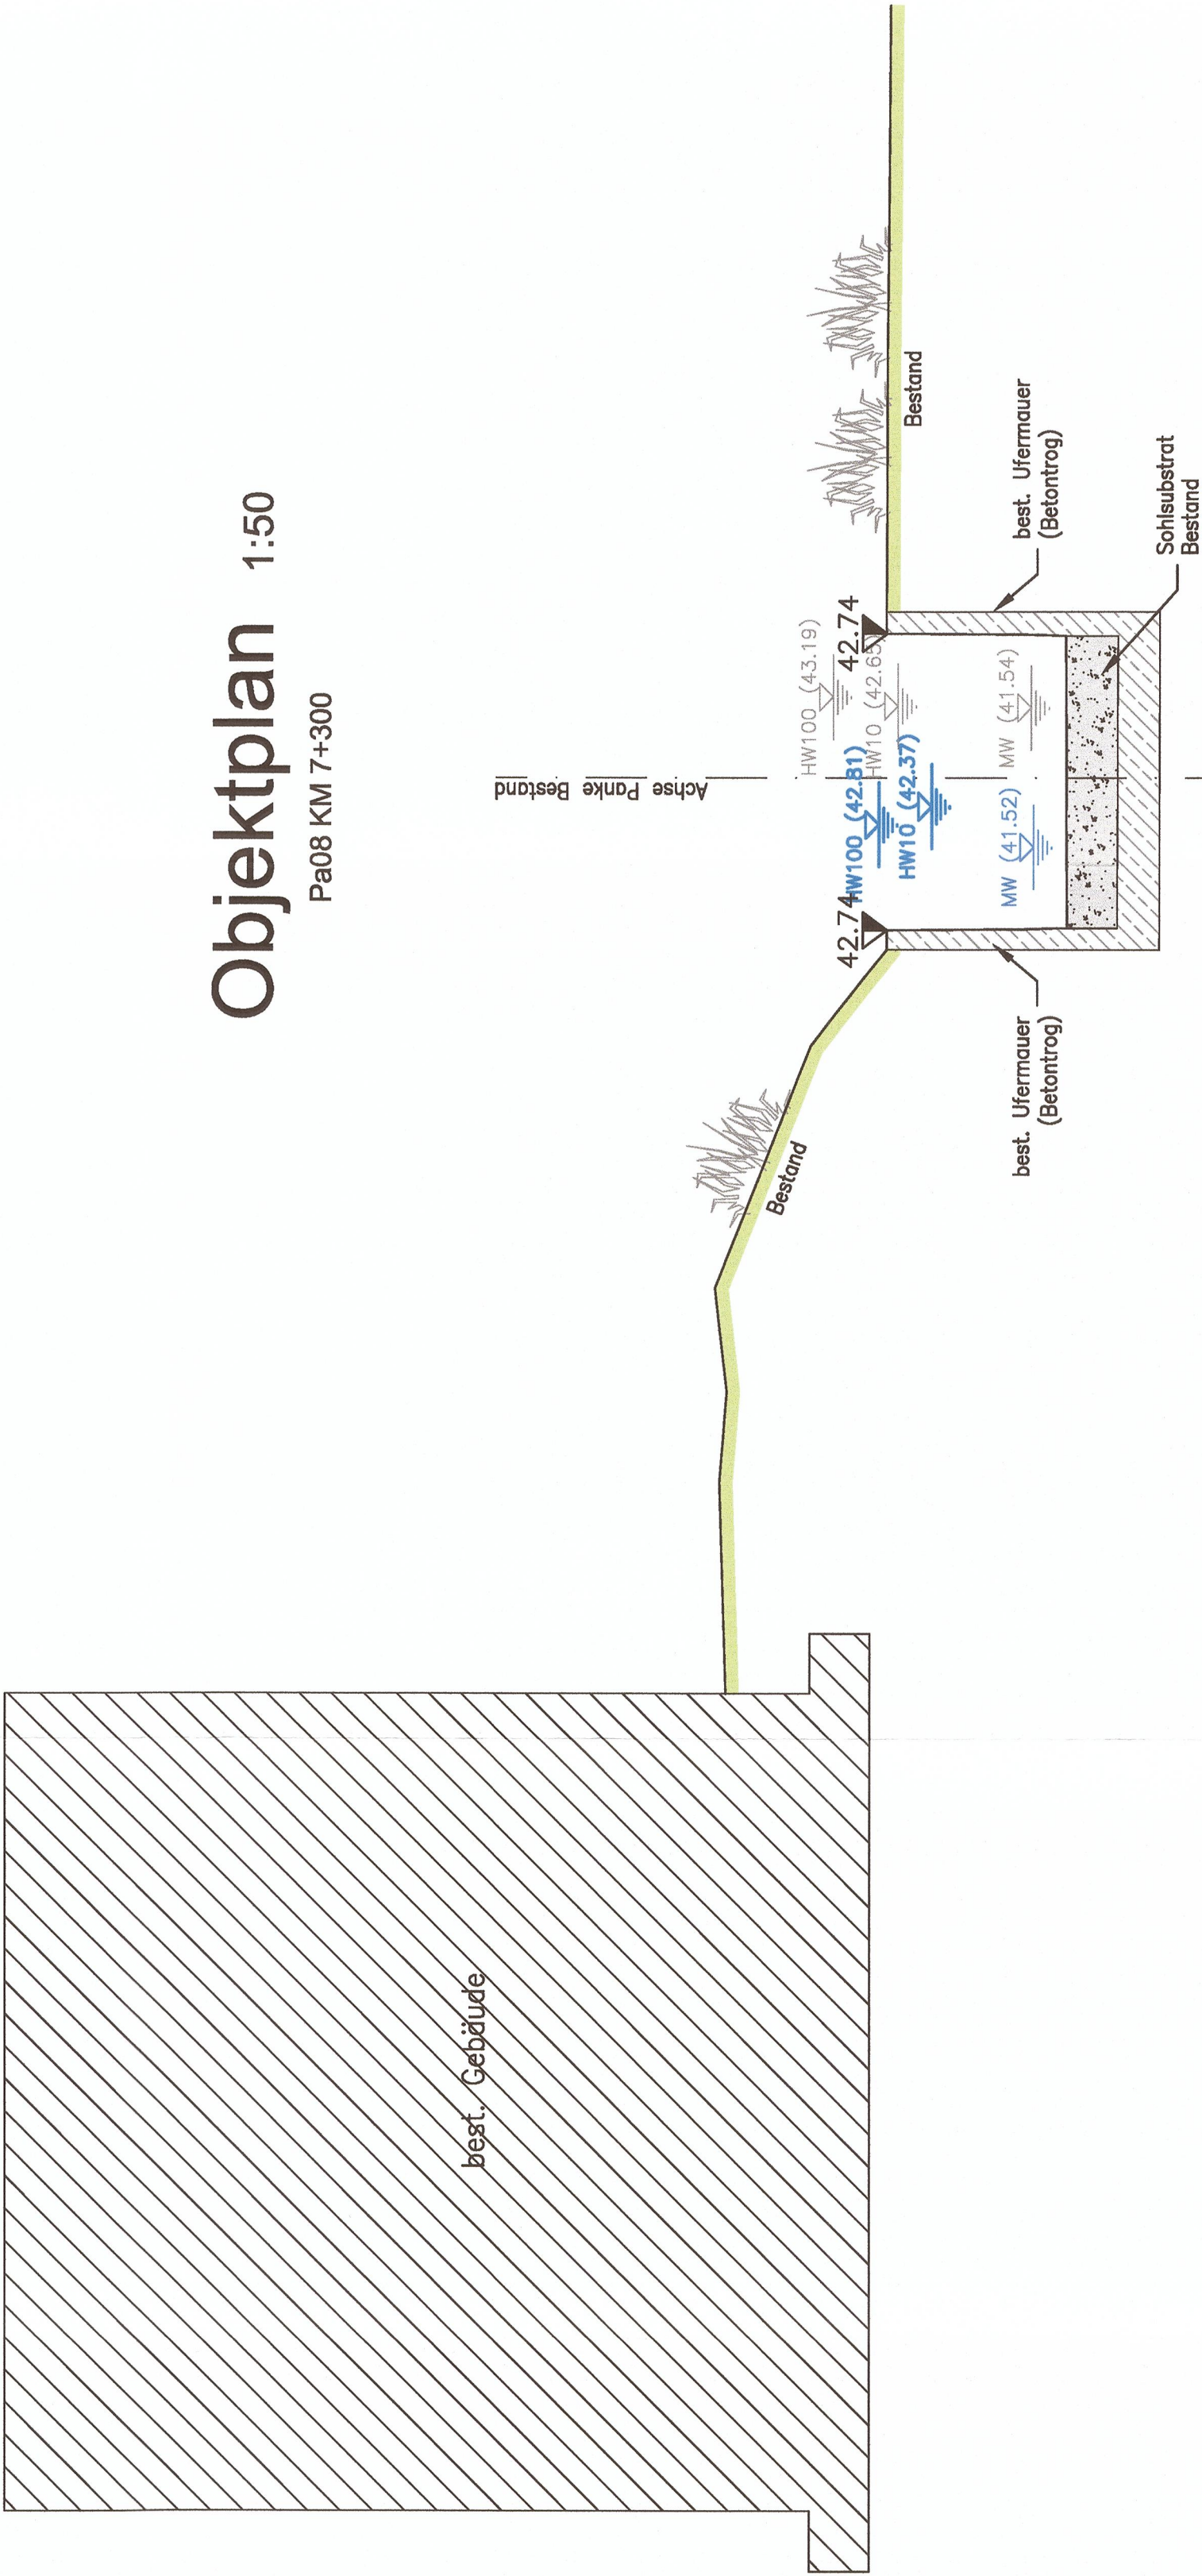 Objektplan 1:50
Pa08 KM 7+300
Achse Panke Bestand
HW100 (43.19)
42.74
42.74
HW100 (42.81)
HW10 (42.65)
HW10 (42.37)
Bestand
Bestand
MW (41.52)
MW (41.54)
best. Ufermauer
(Betontrog)
best. Ufermauer
(Betontrog)
Sohlsubstrat
Bestand
best. Gebäude